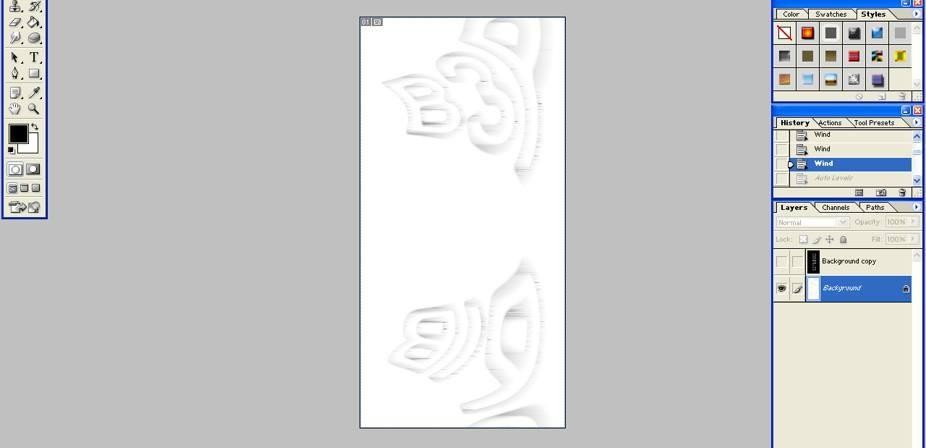 01
Color Swatches Styles
History Actions Tool Presets
Wind
Wind
Wind
Auto Levels
Layers Channels Paths
Normal Opacity: 100%
Lock: Fill: 100%
Background copy
Background
T